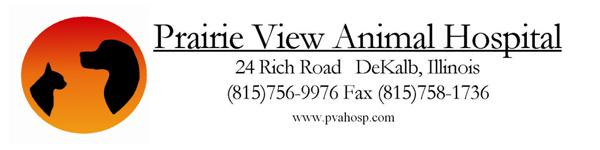 Prairie View Animal Hospital
24 Rich Road DeKalb, Illinois
(815)756-9976 Fax (815)758-1736
www.pvahosp.com